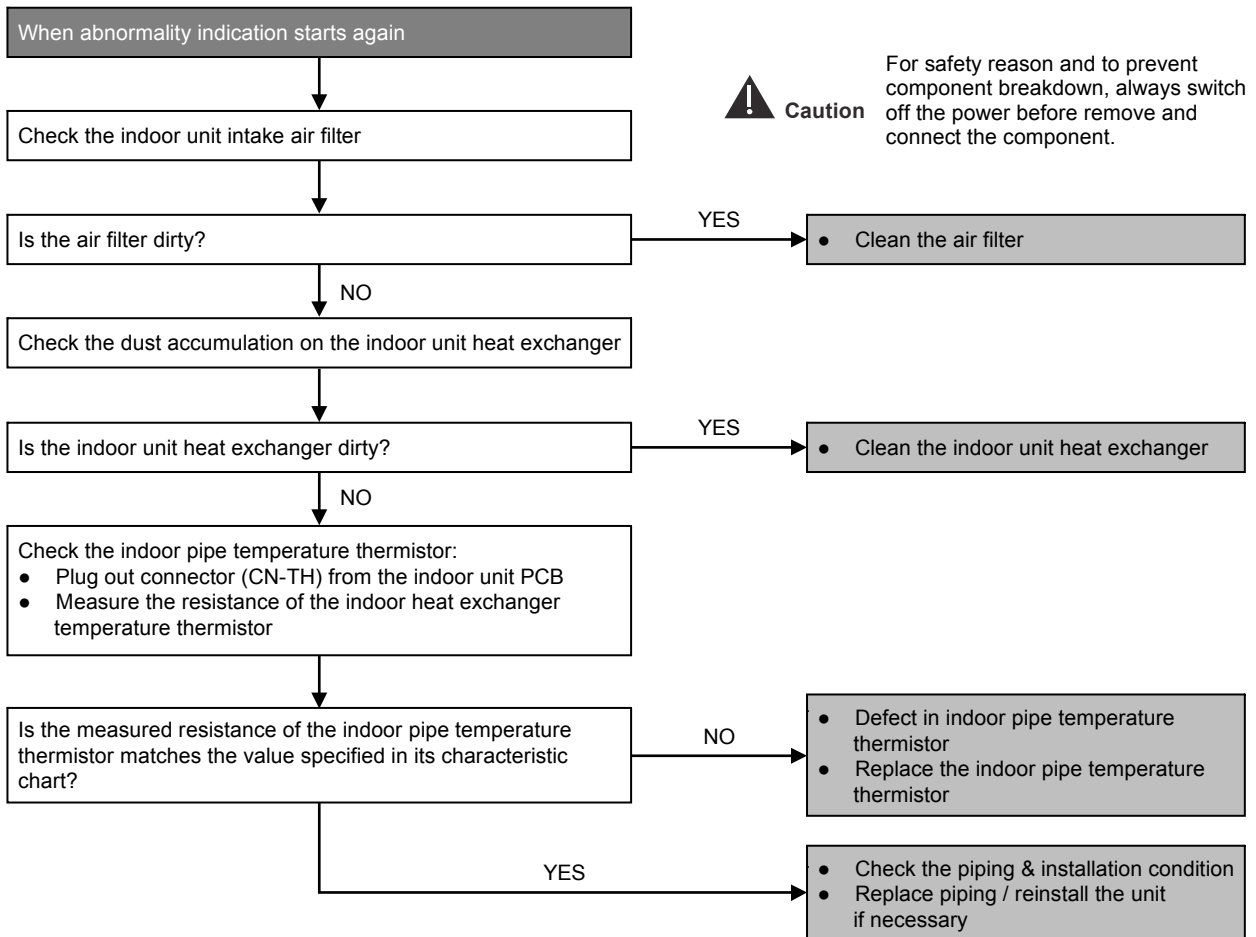 When abnormality indication starts again
For safety reason and to prevent
component breakdown, always switch
Caution off the power before remove and
connect the component.
Check the indoor unit intake air filter
YES
Is the air filter dirty?
● Clean the air filter
NO
Check the dust accumulation on the indoor unit heat exchanger
YES
Is the indoor unit heat exchanger dirty?
● Clean the indoor unit heat exchanger
NO
Check the indoor pipe temperature thermistor:
● Plug out connector (CN-TH) from the indoor unit PCB
● Measure the resistance of the indoor heat exchanger
temperature thermistor
Is the measured resistance of the indoor pipe temperature
thermistor matches the value specified in its characteristic
chart?
NO
● Defect in indoor pipe temperature
thermistor
● Replace the indoor pipe temperature
thermistor
YES
● Check the piping & installation condition
● Replace piping / reinstall the unit
if necessary